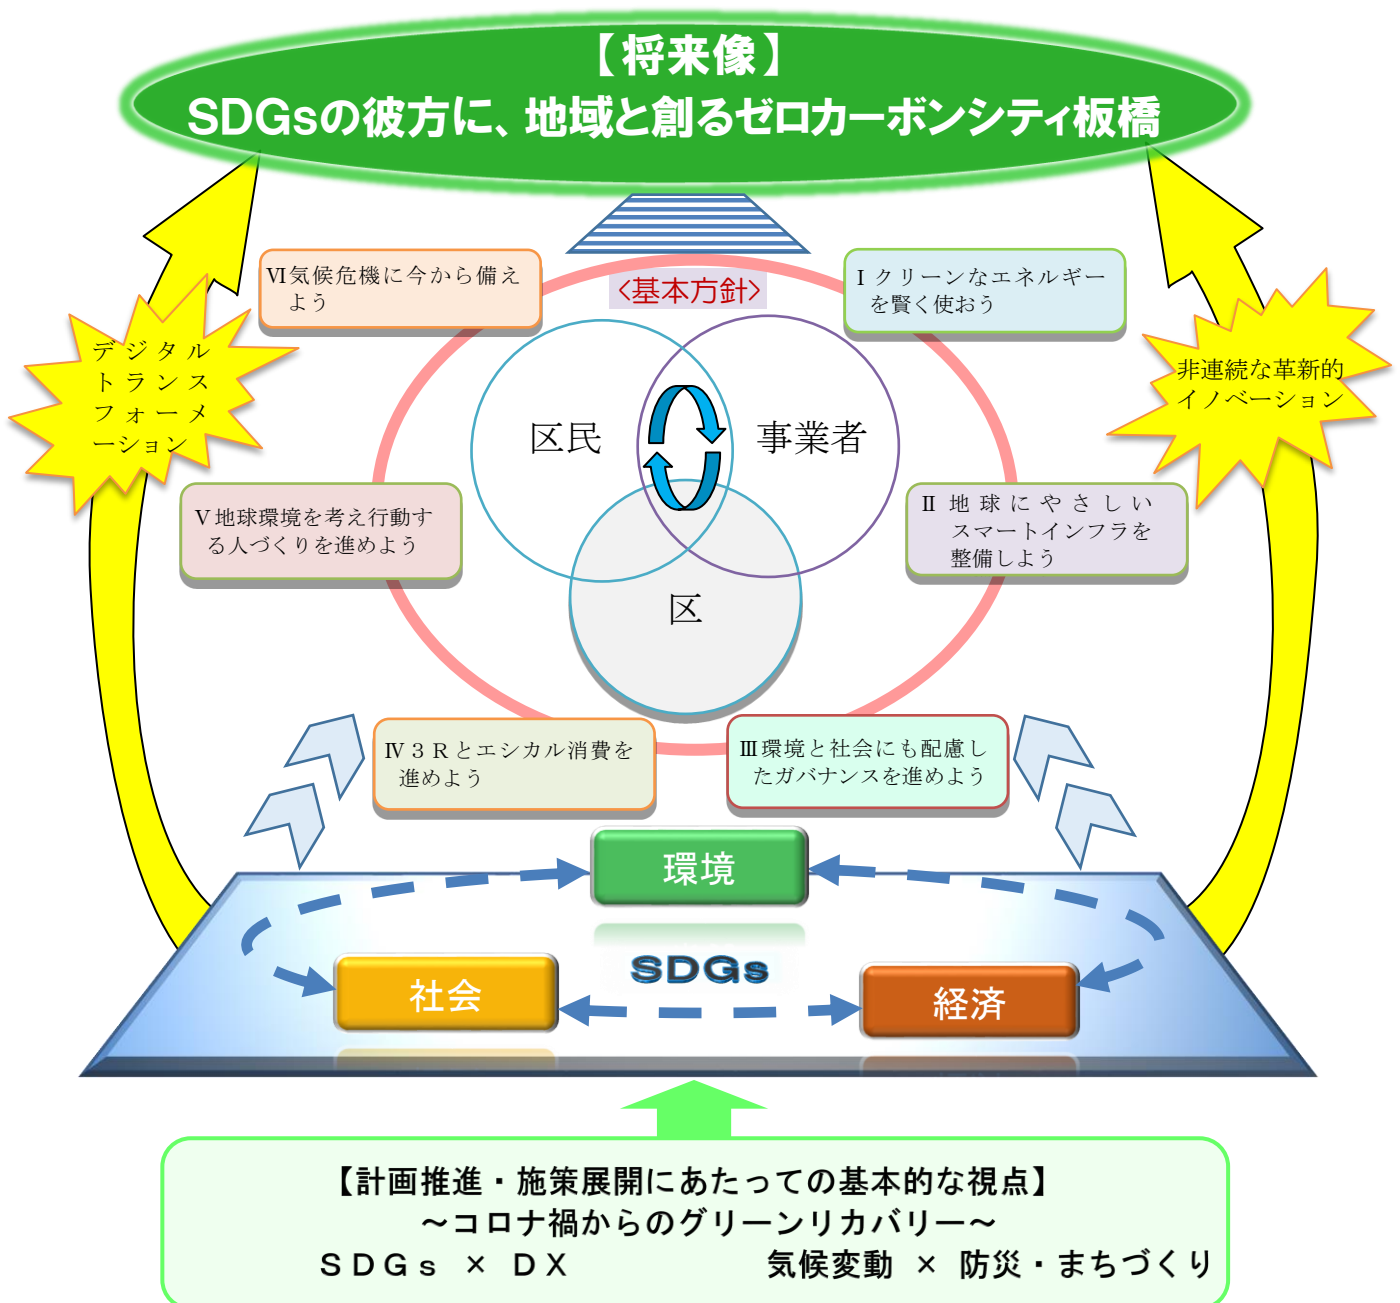 【将来像】
SDGsの彼方に、地域と創るゼロカーボンシティ板橋
Ⅵ気候危機に今から備え
よう
<基本方針>
Ⅰクリーンなエネルギー
を賢く使おう
デジタル
トランス
フォーメ
ーション
非連続な革新的
イノベーション
区民
事業者
Ⅴ地球環境を考え行動す
る人づくりを進めよう
Ⅱ地球にやさしい
スマートインフラを
整備しよう
区
Ⅳ３Ｒとエシカル消費を
進めよう
Ⅲ環境と社会にも配慮し
たガバナンスを進めよう
環境
SDGs
社会
経済
【計画推進・施策展開にあたっての基本的な視点】
～コロナ禍からのグリーンリカバリー～
ＳＤＧｓ × ＤＸ　気候変動 × 防災・まちづくり